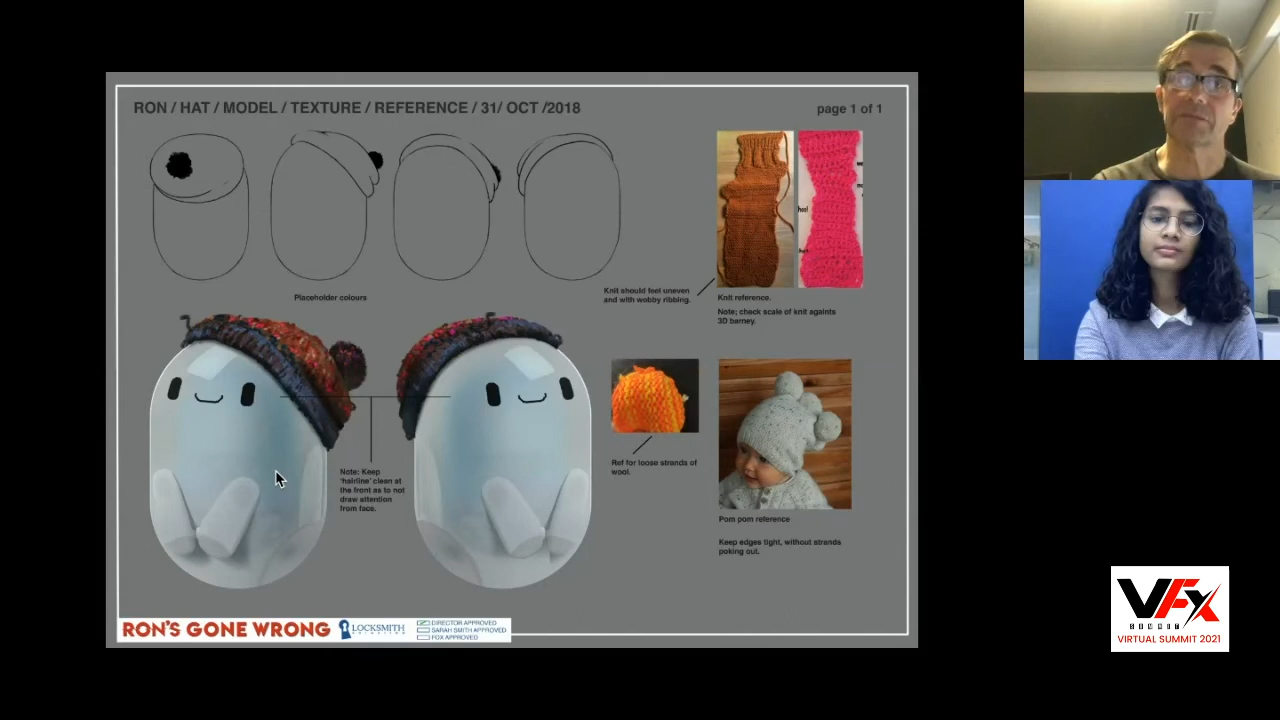 RON / HAT / MODEL / TEXTURE / REFERENCE / 31/ OCT /2018
page 1 of 1
Placeholder colours
Knit should feel uneven
and with wobby ribbing.
Knit reference.
Note; check scale of knit againts
3D barney.
Note: Keep
'hairline' clean at
the front as to not
draw attention
from face.
Ref for loose strands of
wool.
Pom pom reference
Keep edges tight, without strands
poking out.
RON'S GONE WRONG
LOCKSMITH
DIRECTOR APPROVED
SARAH SMITH APPROVED
FOX APPROVED
VFX
SUMMIT
VIRTUAL SUMMIT 2021